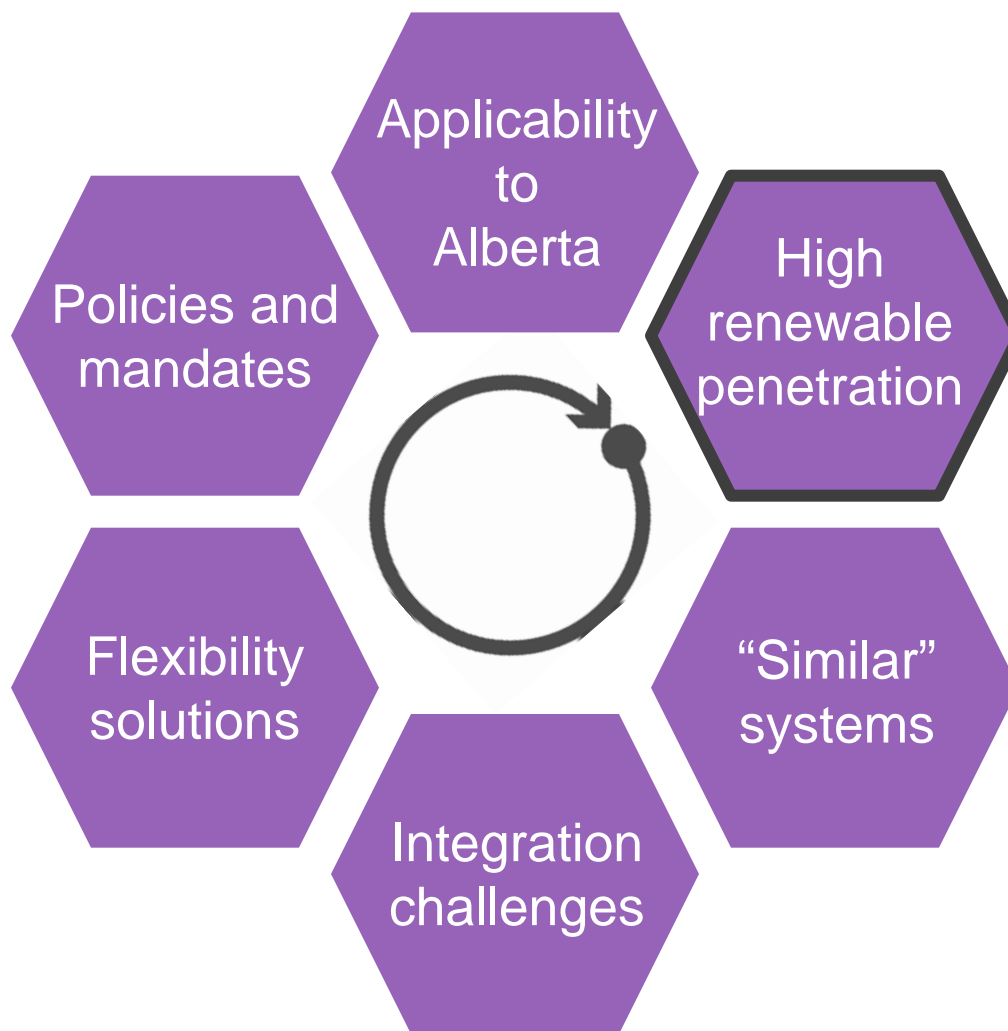 Applicability
to
Alberta
High
renewable
penetration
“Similar”
systems
Integration
challenges
Flexibility
solutions
Policies and
mandates